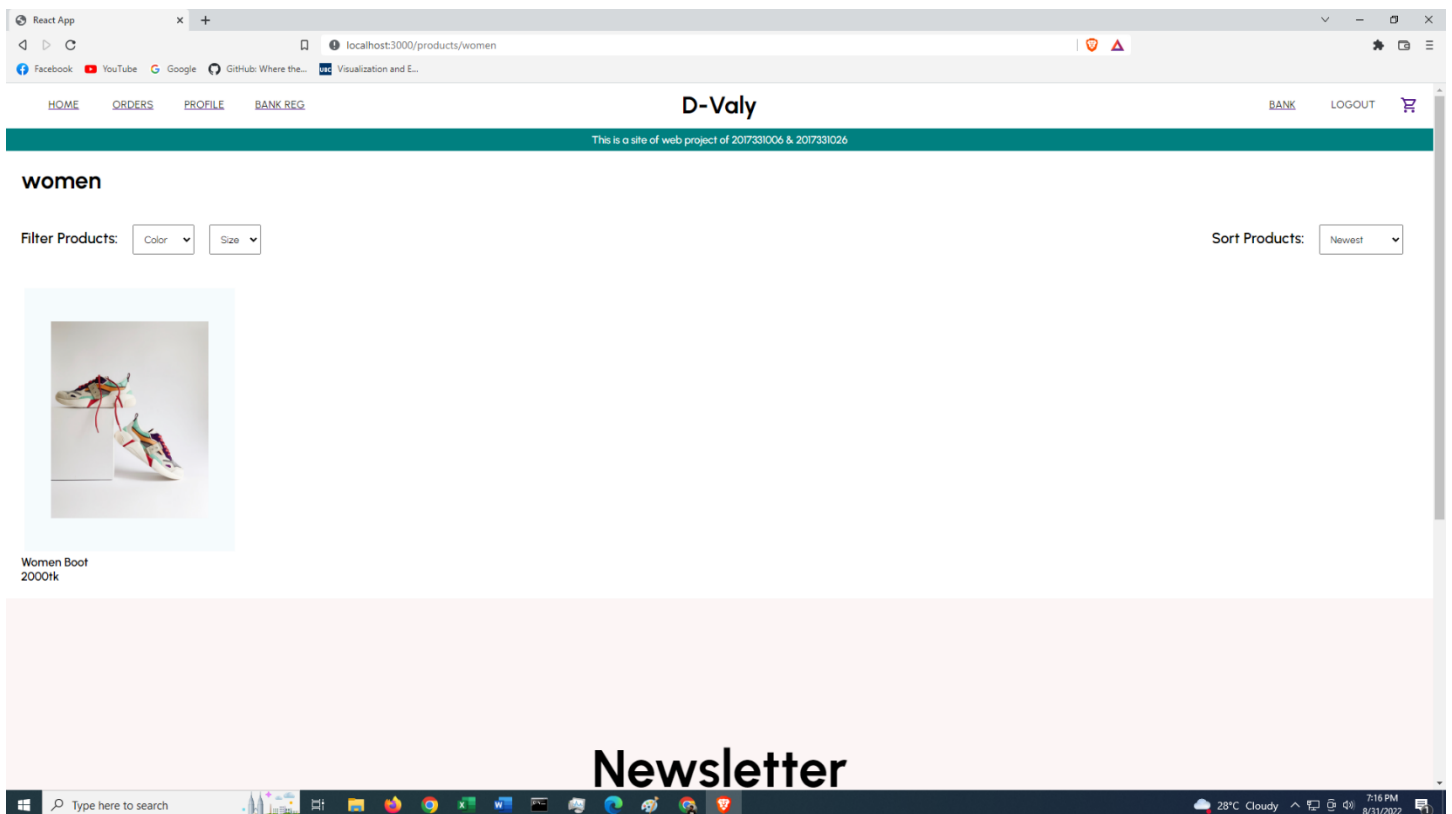 React App
localhost:3000/products/women
Facebook YouTube Google GitHub: Where the... UBC Visualization and E...
HOME ORDERS PROFILE BANK REG D-Valy BANK LOGOUT
This is a site of web project of 2017331006 & 2017331026
women
Filter Products: Color Size Sort Products: Newest
Women Boot
2000tk
Newsletter
Type here to search 28°C Cloudy 7:16 PM
8/31/2022